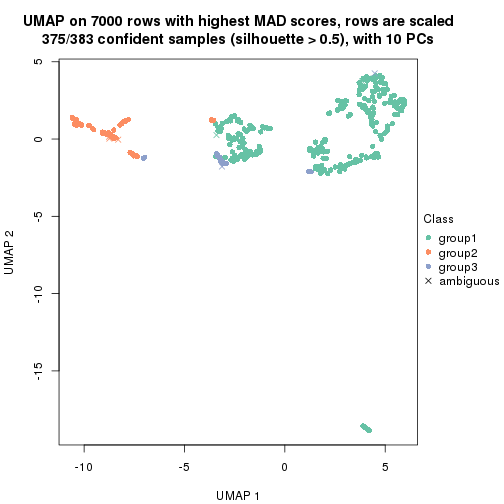 UMAP on 7000 rows with highest MAD scores, rows are scaled
375/383 confident samples (silhouette > 0.5), with 10 PCs
5
0
-5
-10
-15
UMAP 2
-10
-5
0
5
UMAP 1
Class
group1
group2
group3
ambiguous